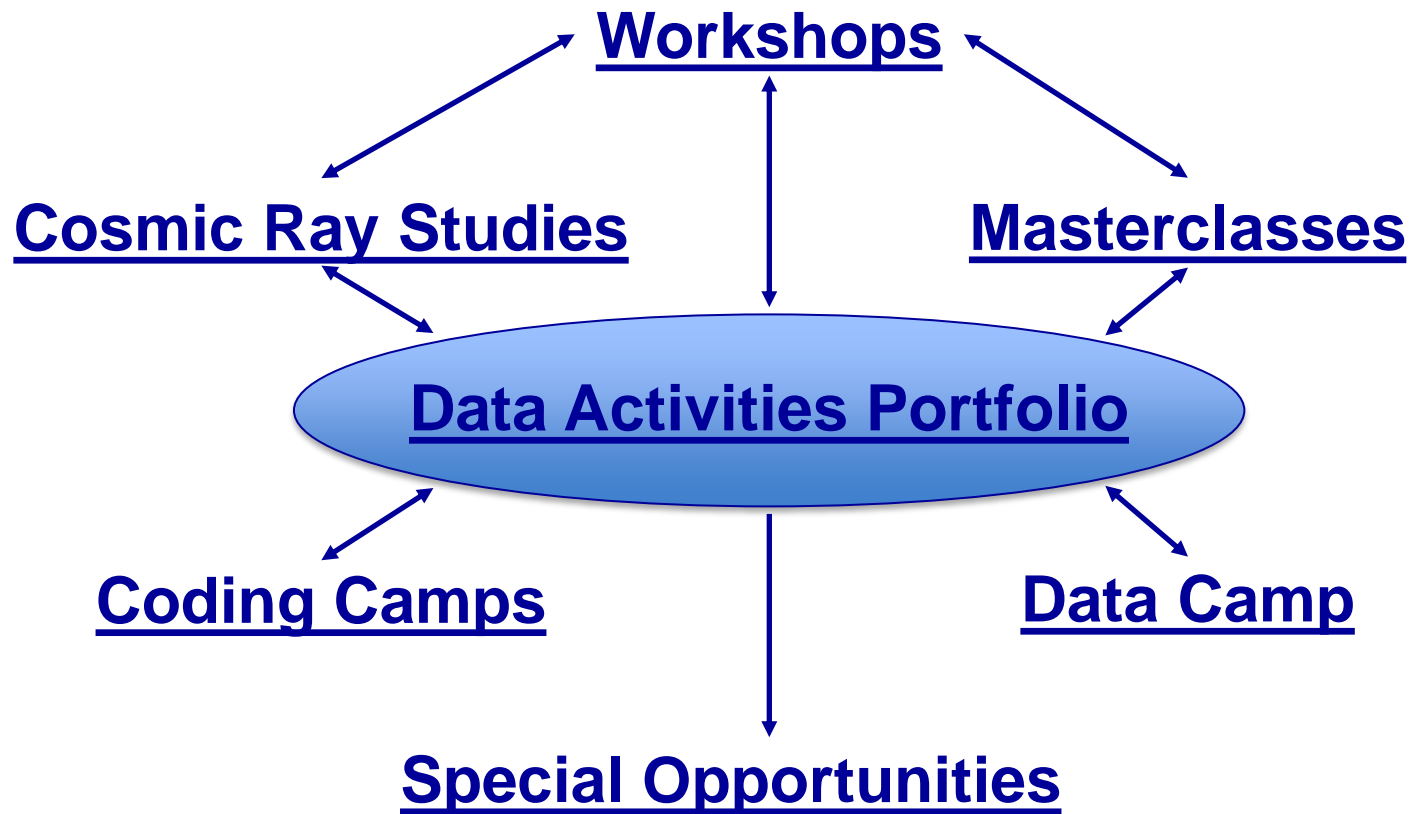 Workshops
Cosmic Ray Studies
Masterclasses
Data Activities Portfolio
Coding Camps
Data Camp
Special Opportunities